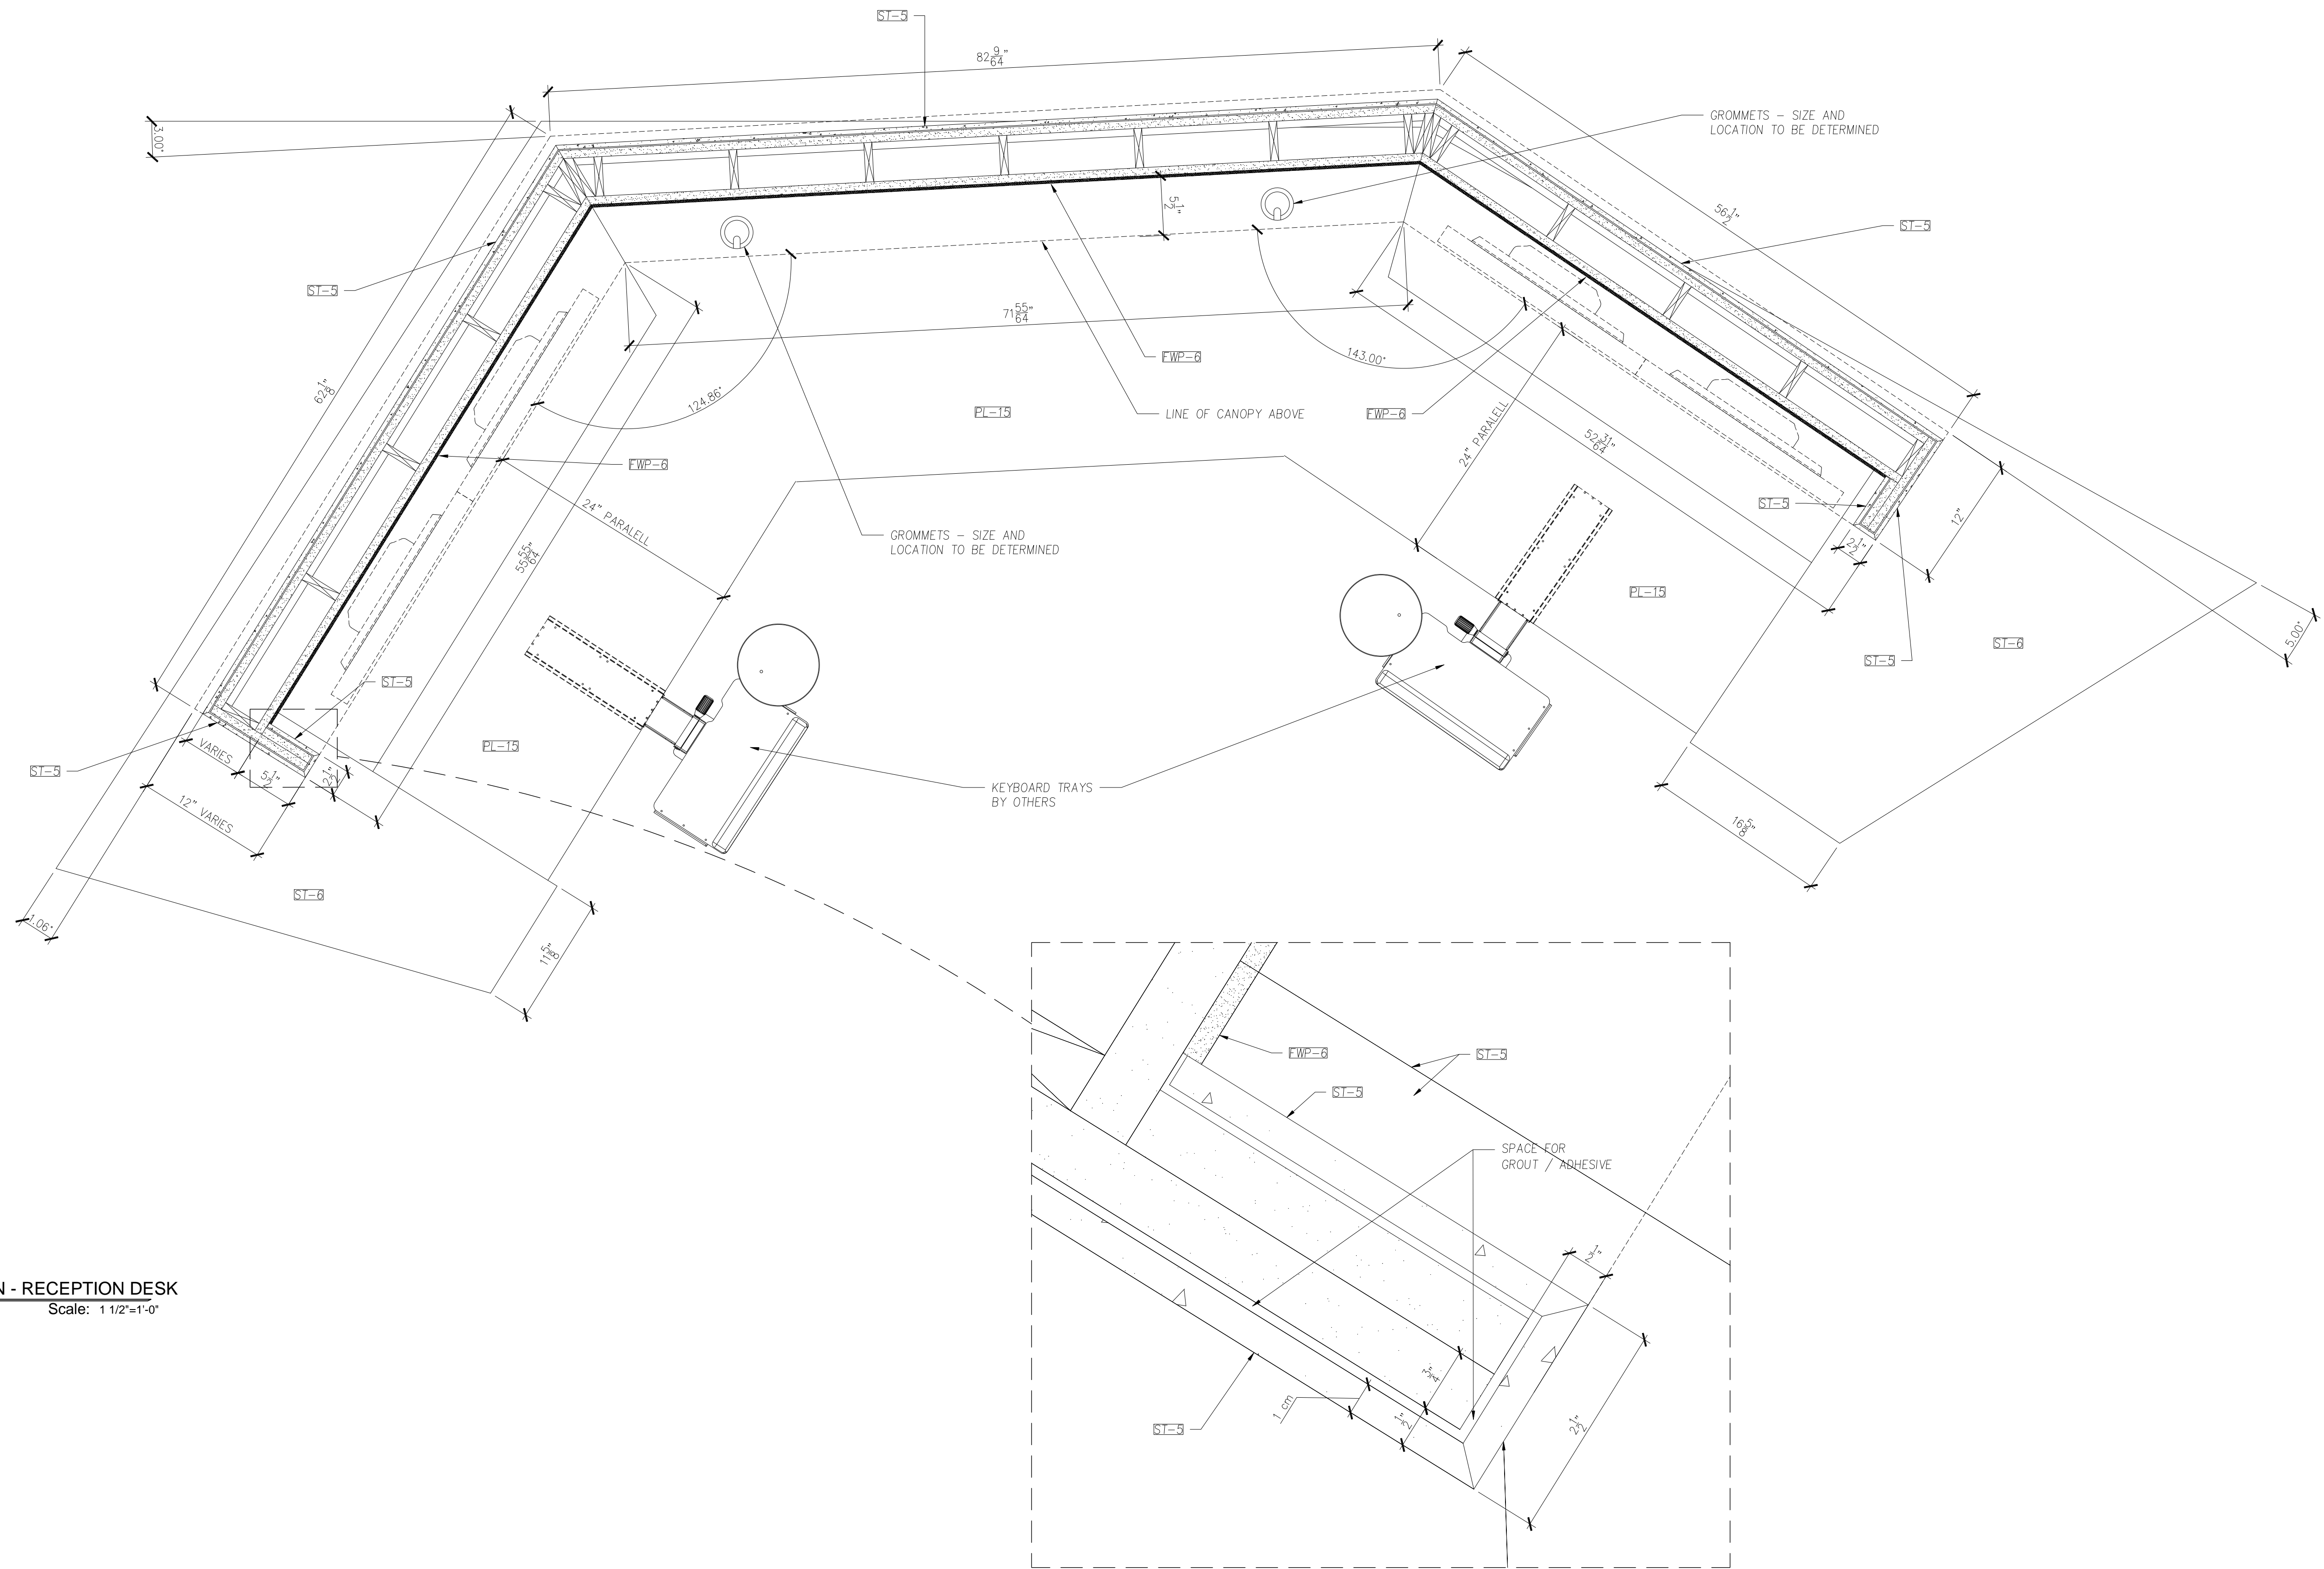 ST-5
82 9/64"
3.00°
GROMMETS – SIZE AND
LOCATION TO BE DETERMINED
56 1/2"
5 1/2"
ST-5
ST-5
71 55/64"
143.00°
FWP-6
62 1/8"
124.86°
PL-15
LINE OF CANOPY ABOVE
FWP-6
24" PARALELL
52 31/64"
FWP-6
24" PARALELL
GROMMETS – SIZE AND
LOCATION TO BE DETERMINED
55 55/64"
ST-5
12"
2 1/2"
PL-15
5.00°
ST-6
ST-5
ST-5
PL-15
VARIES
5 1/2"
2 1/2"
ST-5
12" VARIES
KEYBOARD TRAYS
BY OTHERS
16 5/8"
ST-6
1.06°
11 5/8"
FWP-6
ST-5
ST-5
SPACE FOR
GROUT / ADHESIVE
1/2"
3/4"
1 cm
1/2"
2 1/2"
ST-5
N - RECEPTION DESK
Scale: 1 1/2"=1'-0"